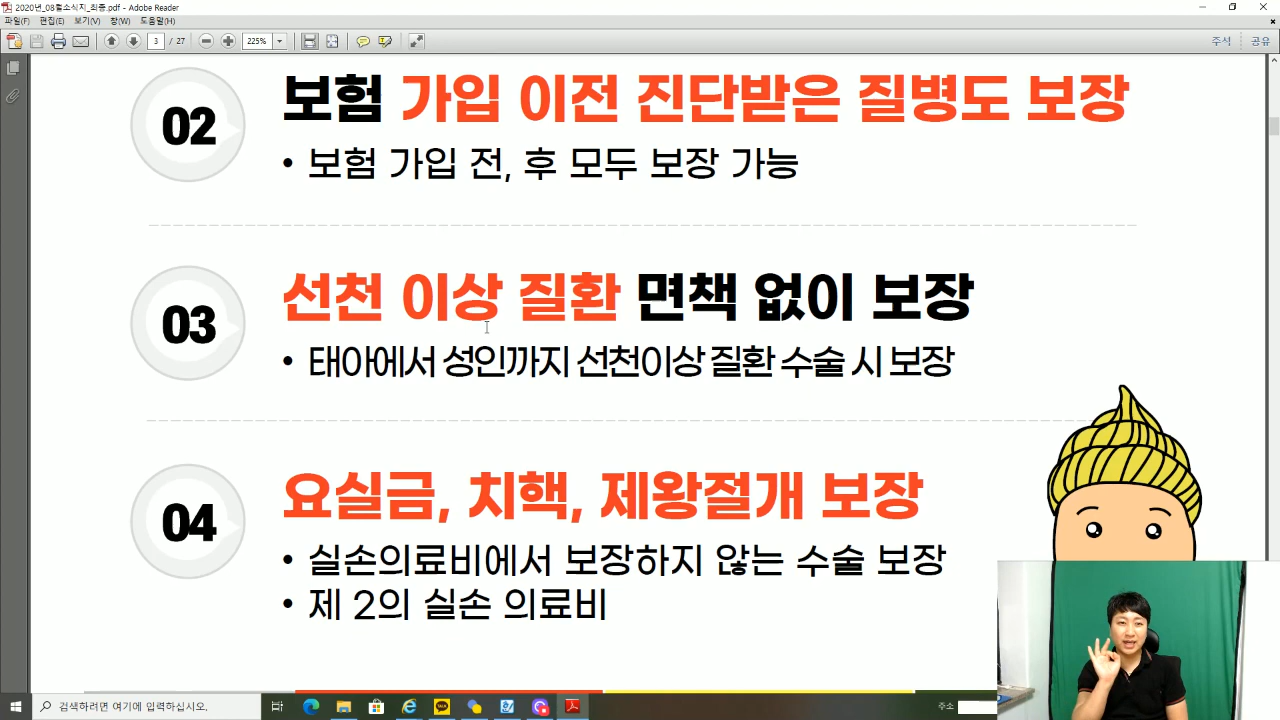 2020년_08월소식지_최종.pdf - Adobe Reader
파일(F) 편집(E) 보기(V) 창(W) 도움말(H)
3 / 27 225% 주석 공유
02
보험 가입 이전 진단받은 질병도 보장
• 보험 가입 전, 후 모두 보장 가능
03
선천 이상 질환 면책 없이 보장
• 태아에서 성인까지 선천이상 질환 수술 시 보장
04
요실금, 치핵, 제왕절개 보장
• 실손의료비에서 보장하지 않는 수술 보장
• 제 2의 실손 의료비
검색하려면 여기에 입력하십시오.
주소